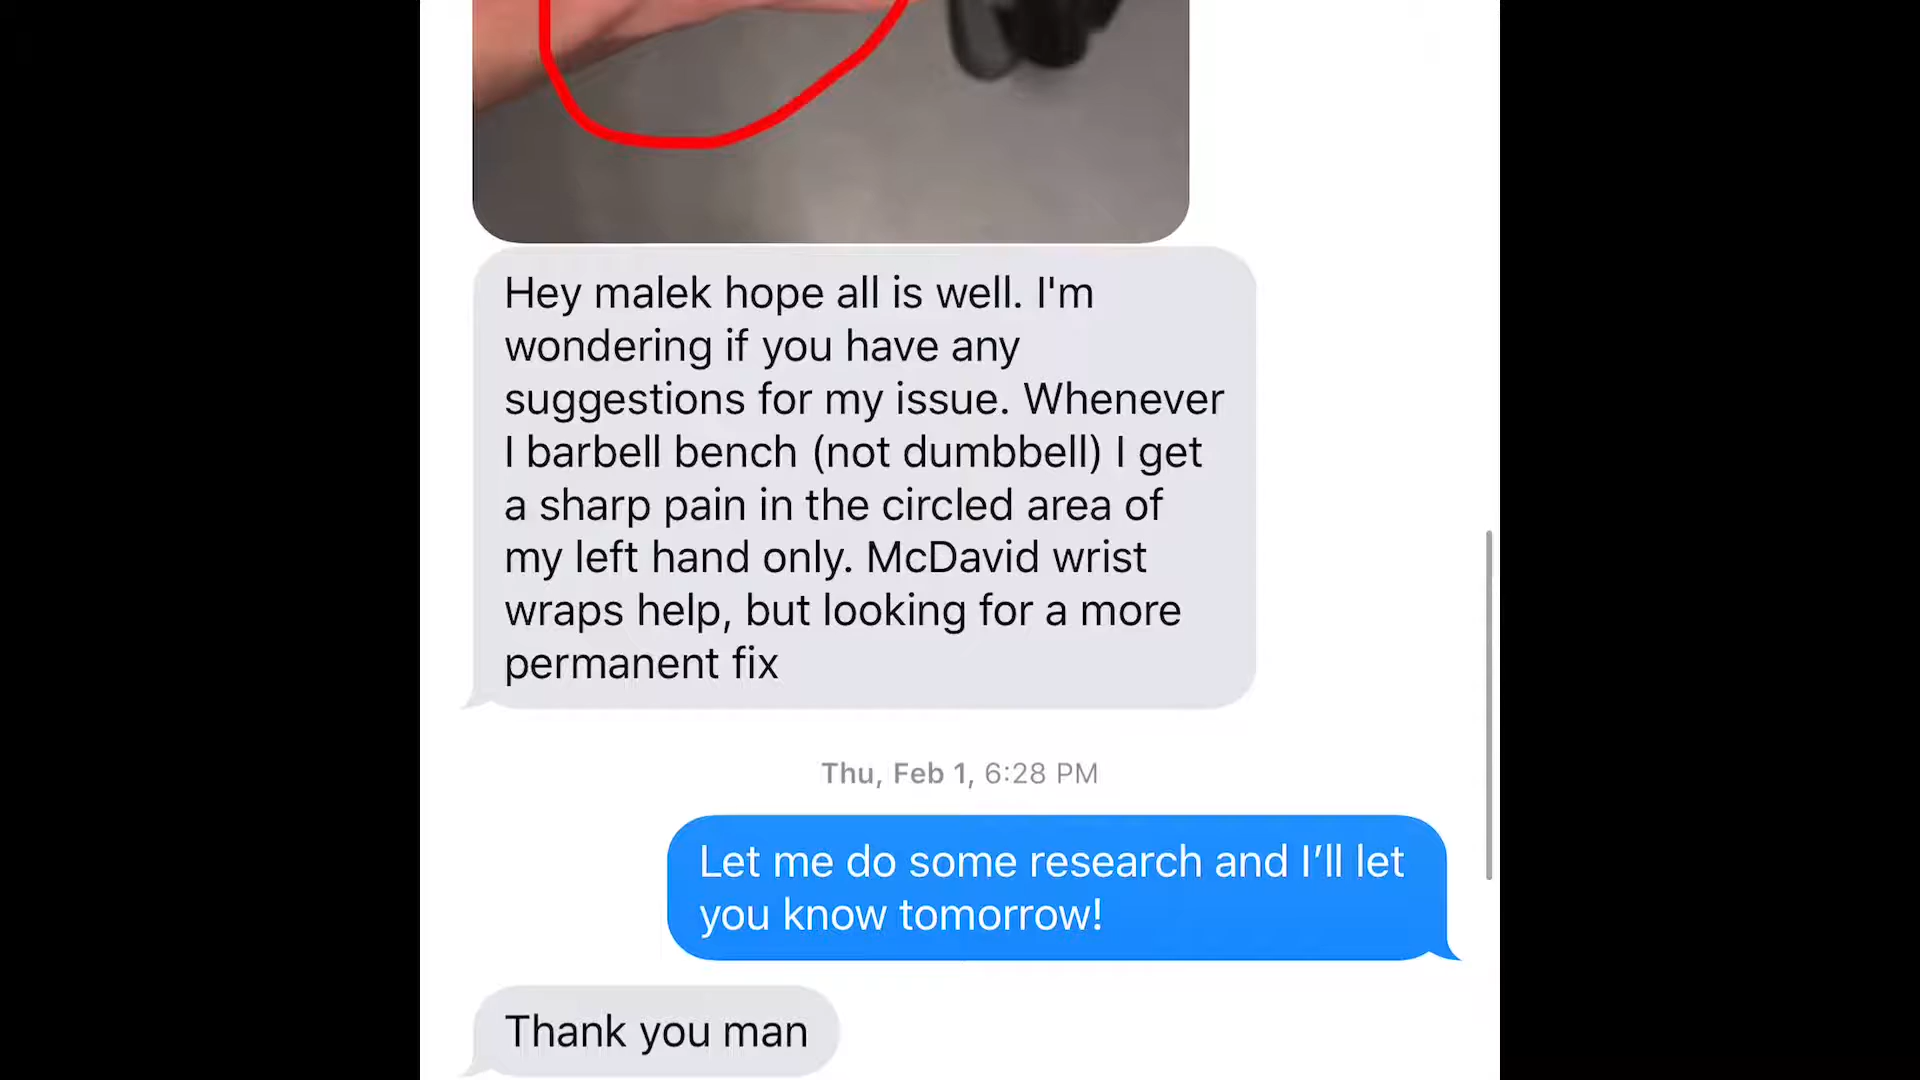 Hey malek hope all is well. I'm
wondering if you have any
suggestions for my issue. Whenever
I barbell bench (not dumbbell) I get
a sharp pain in the circled area of
my left hand only. McDavid wrist
wraps help, but looking for a more
permanent fix
Thu, Feb 1, 6:28 PM
Let me do some research and I’ll let
you know tomorrow!
Thank you man